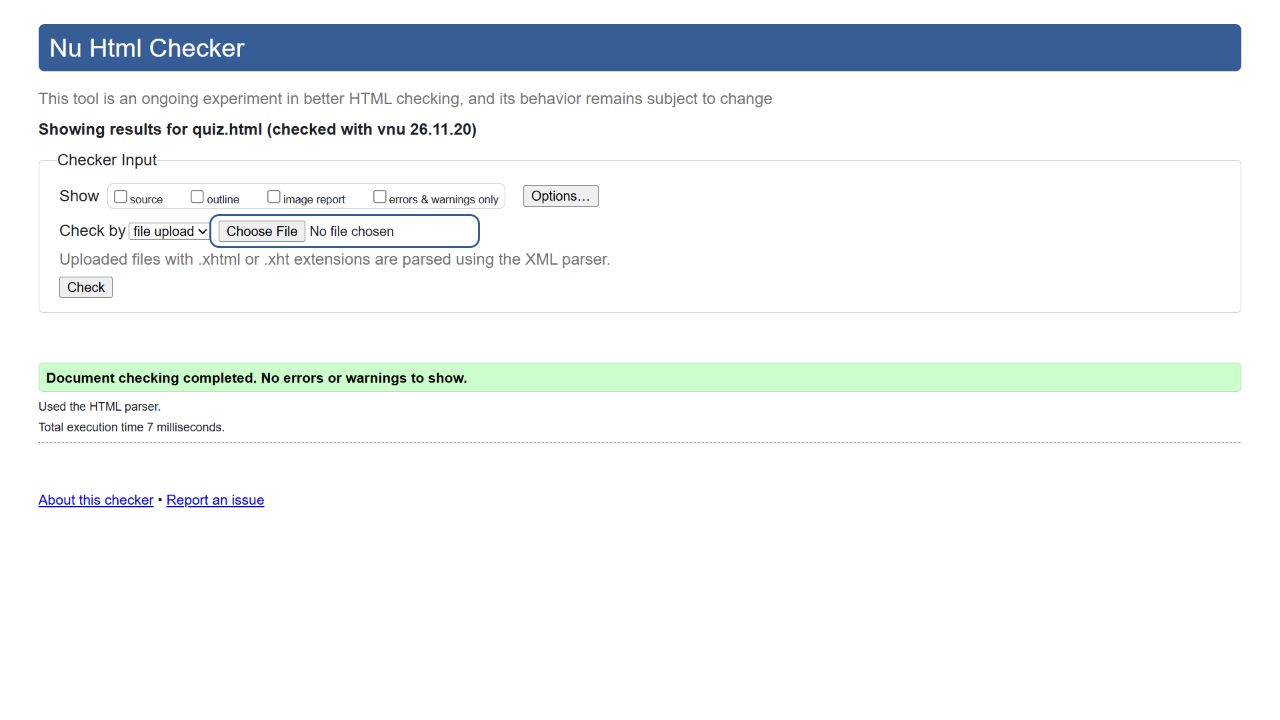 Nu Html Checker
This tool is an ongoing experiment in better HTML checking, and its behavior remains subject to change
Showing results for quiz.html (checked with vnu 26.11.20)
Checker Input
Show source outline image report errors & warnings only Options…
Check by file upload Choose File No file chosen
Uploaded files with .xhtml or .xht extensions are parsed using the XML parser.
Check
Document checking completed. No errors or warnings to show.
Used the HTML parser.
Total execution time 7 milliseconds.
About this checker • Report an issue